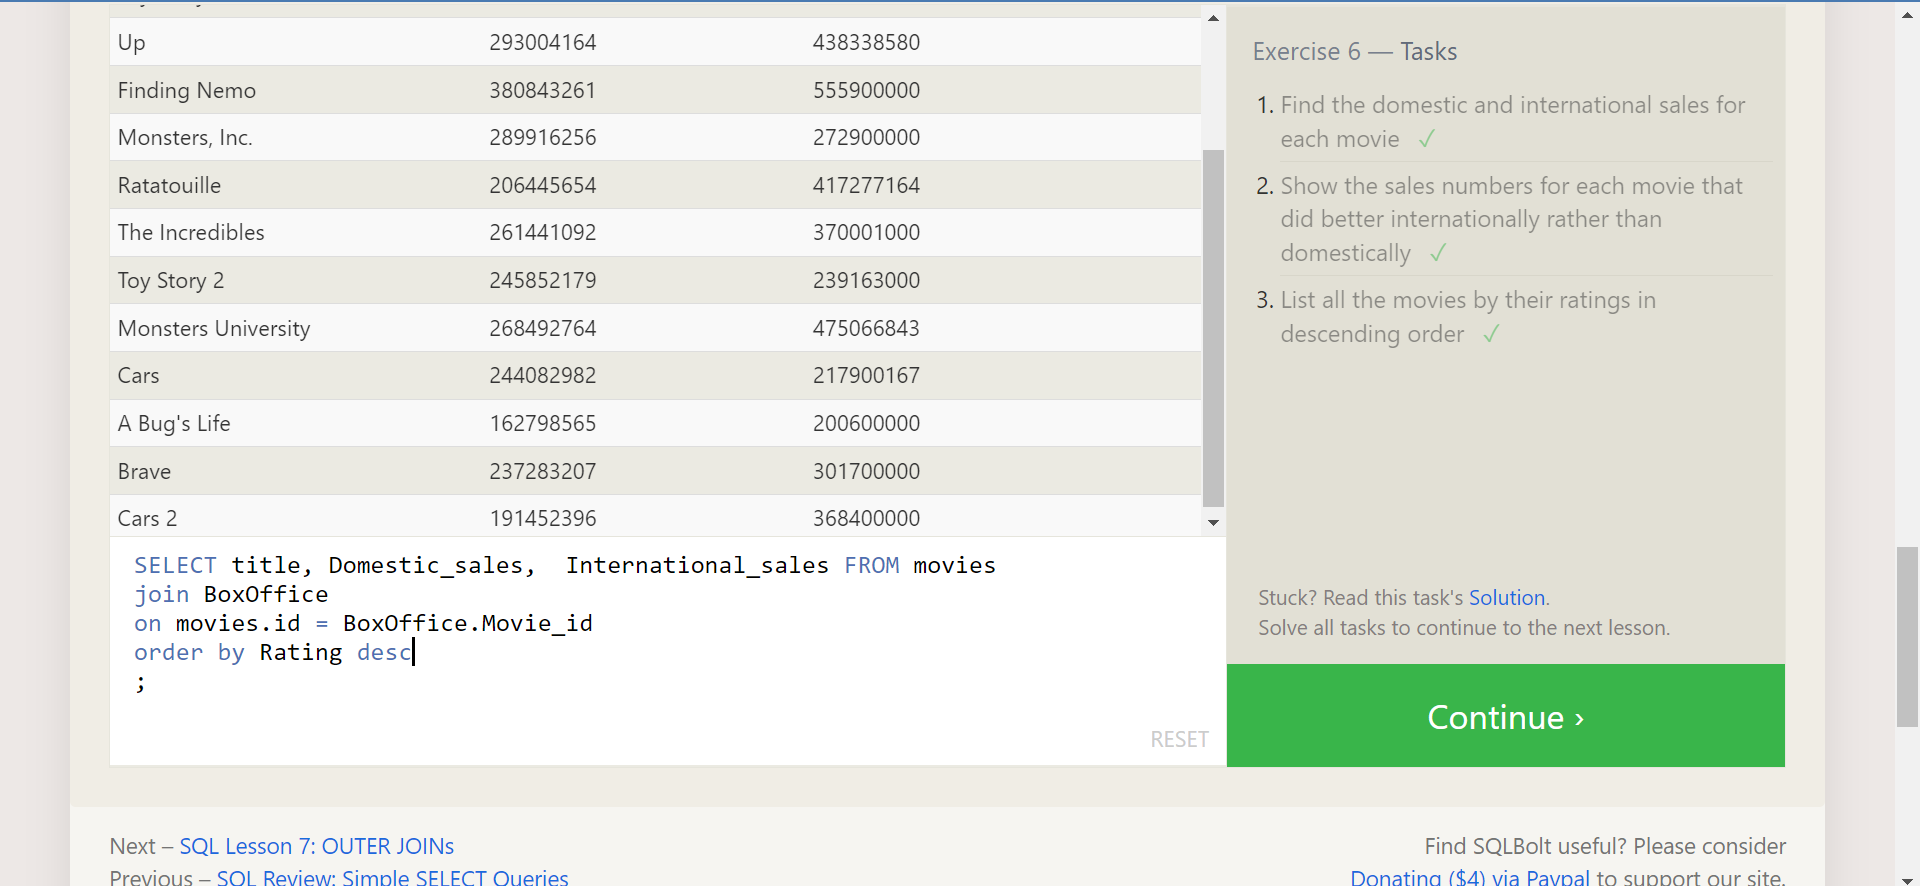 Up 293004164 438338580
Finding Nemo 380843261 555900000
Monsters, Inc. 289916256 272900000
Ratatouille 206445654 417277164
The Incredibles 261441092 370001000
Toy Story 2 245852179 239163000
Monsters University 268492764 475066843
Cars 244082982 217900167
A Bug's Life 162798565 200600000
Brave 237283207 301700000
Cars 2 191452396 368400000
SELECT title, Domestic_sales,  International_sales FROM movies
join BoxOffice
on movies.id = BoxOffice.Movie_id
order by Rating desc
;
RESET
Exercise 6 — Tasks
1. Find the domestic and international sales for
each movie ✓
2. Show the sales numbers for each movie that
did better internationally rather than
domestically ✓
3. List all the movies by their ratings in
descending order ✓
Stuck? Read this task's Solution.
Solve all tasks to continue to the next lesson.
Continue ›
Next – SQL Lesson 7: OUTER JOINs
Previous – SQL Review: Simple SELECT Queries
Find SQLBolt useful? Please consider
Donating ($4) via Paypal to support our site.